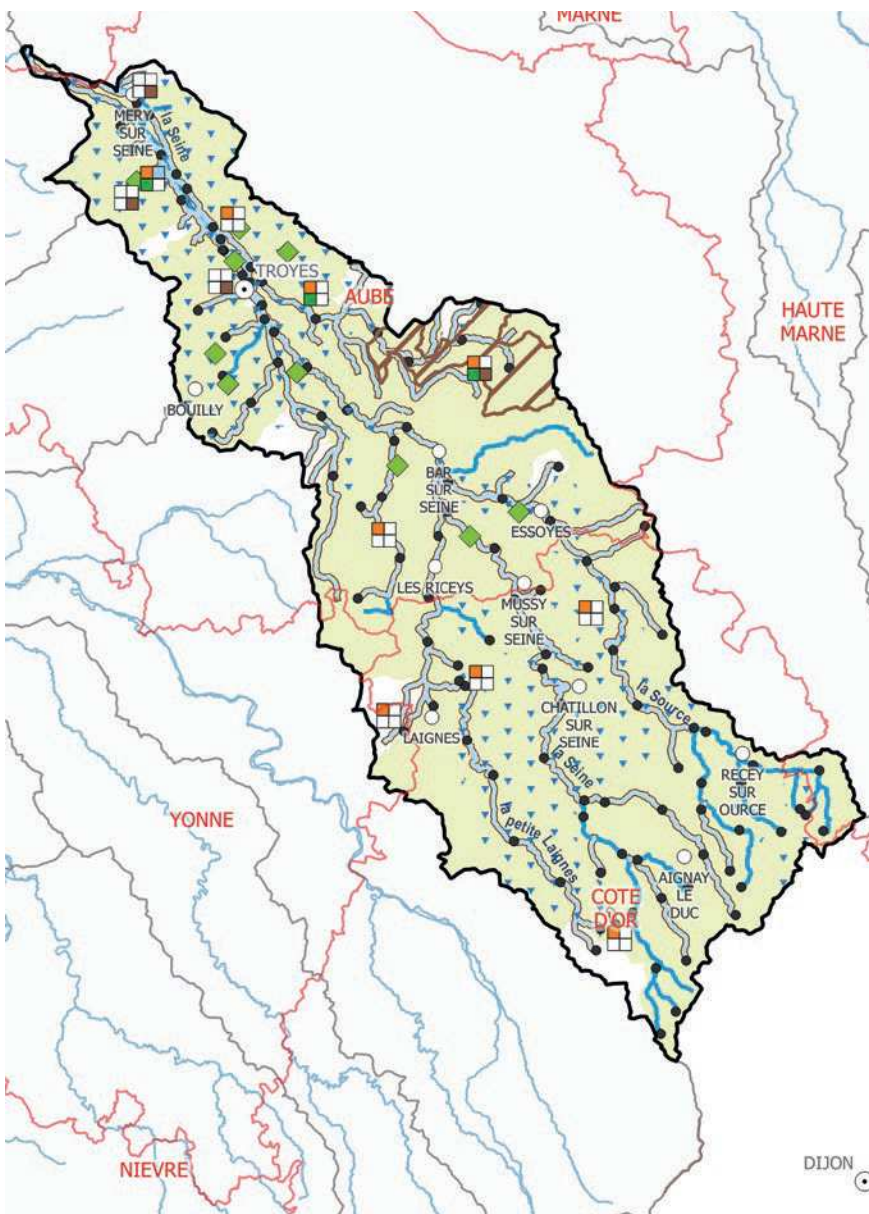 MARNE
MERY
SUR
SEINE
la Seine
TROYES
AUBE
HAUTE
MARNE
BOUILLY
BAR
SUR
SEINE
ESSOYES
LES RICEYS
MUSSY
SUR
SEINE
la Source
CHATILLON
SUR
SEINE
LAIGNES
la Seine
RECEY
SUR
OURCE
YONNE
la petite Laignes
AIGNAY
LE
DUC
COTE
D'OR
NIEVRE
DIJON